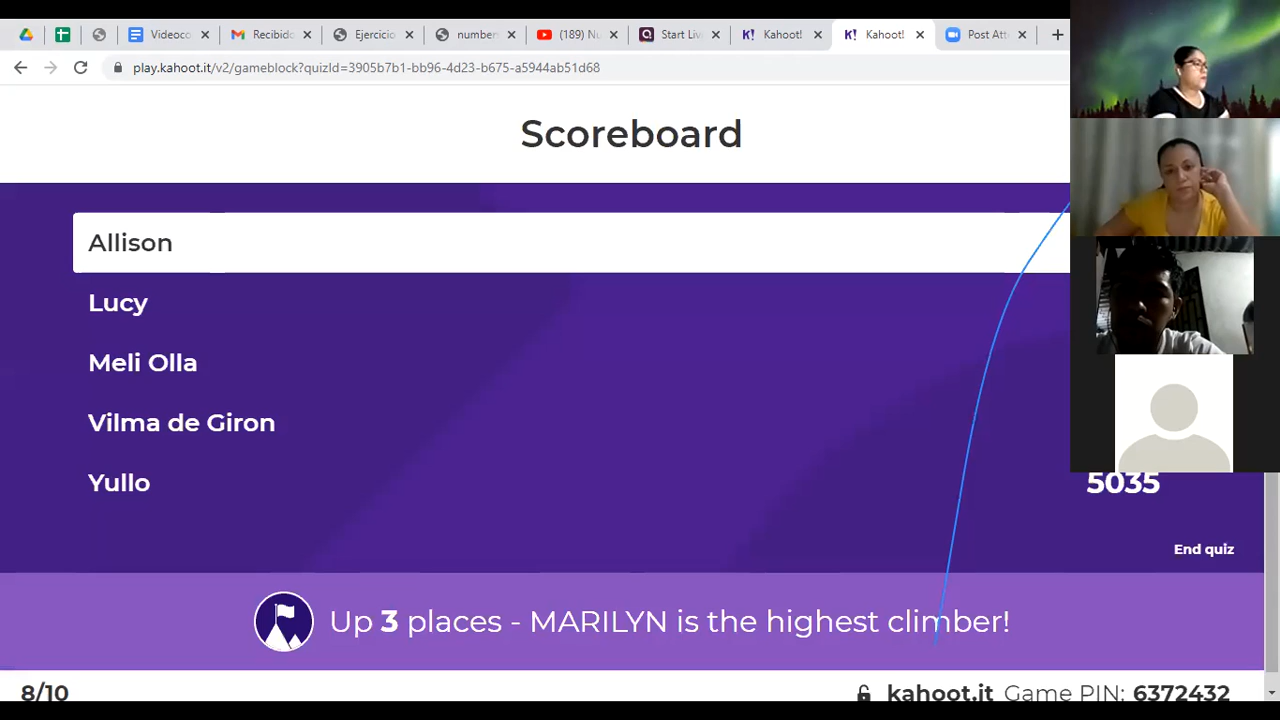 Videoco
Recibido
Ejercicio
number
(189) Nu
Start Liv
Kahoot!
Kahoot!
Post Att
play.kahoot.it/v2/gameblock?quizId=3905b7b1-bb96-4d23-b675-a5944ab51d68
Scoreboard
Allison
Lucy
Meli Olla
Vilma de Giron
Yullo 5035
End quiz
Up 3 places - MARILYN is the highest climber!
8/10 kahoot.it Game PIN: 6372432